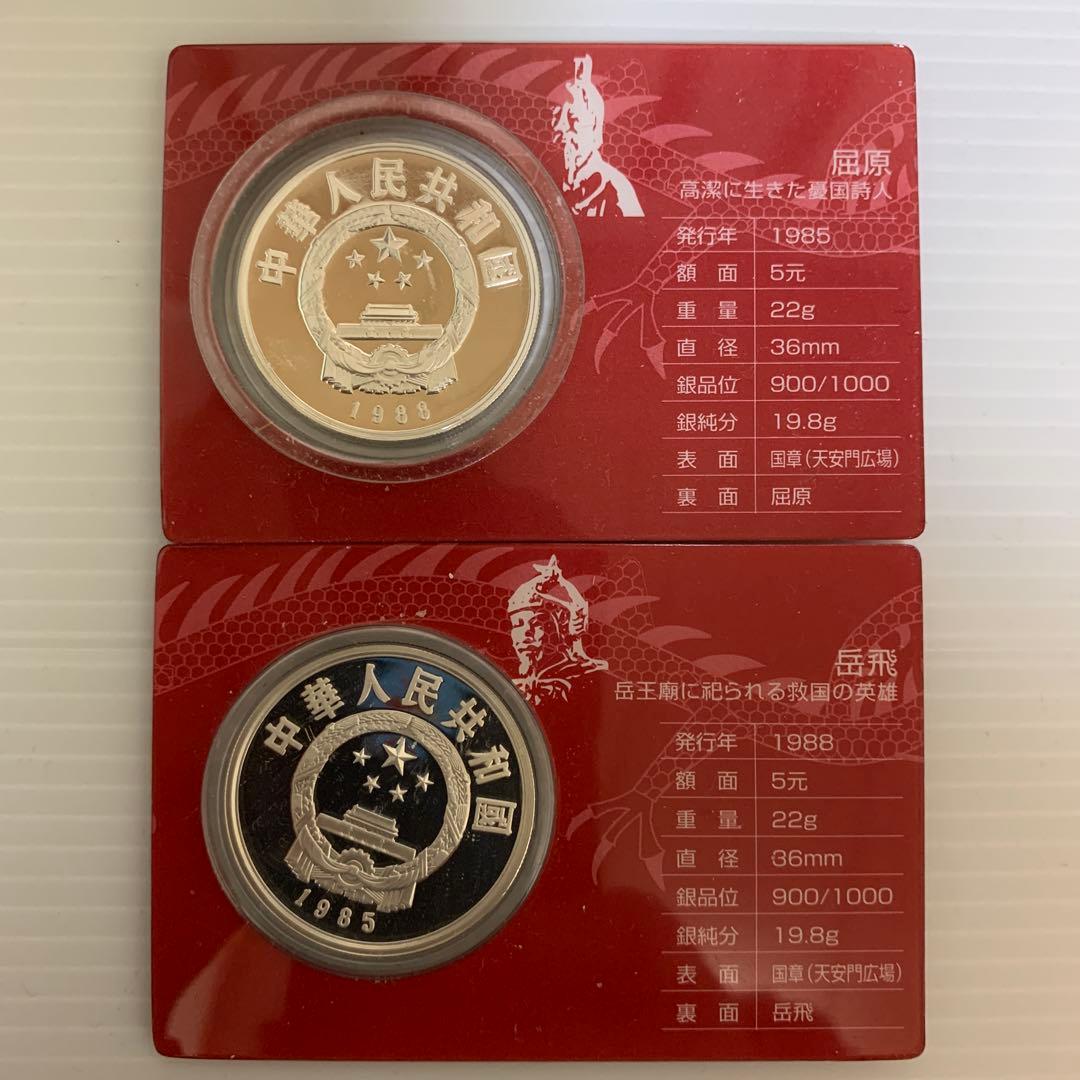 中華人民共和國
1988
屈原
高潔に生きた憂国詩人
発行年 1985
額面 5元
重量 22g
直径 36mm
銀品位 900/1000
銀純分 19.8g
表面 国章(天安門広場)
裏面 屈原
中華人民共和國
1985
岳飛
岳王廟に祀られる救国の英雄
発行年 1988
額面 5元
重量 22g
直径 36mm
銀品位 900/1000
銀純分 19.8g
表面 国章(天安門広場)
裏面 岳飛